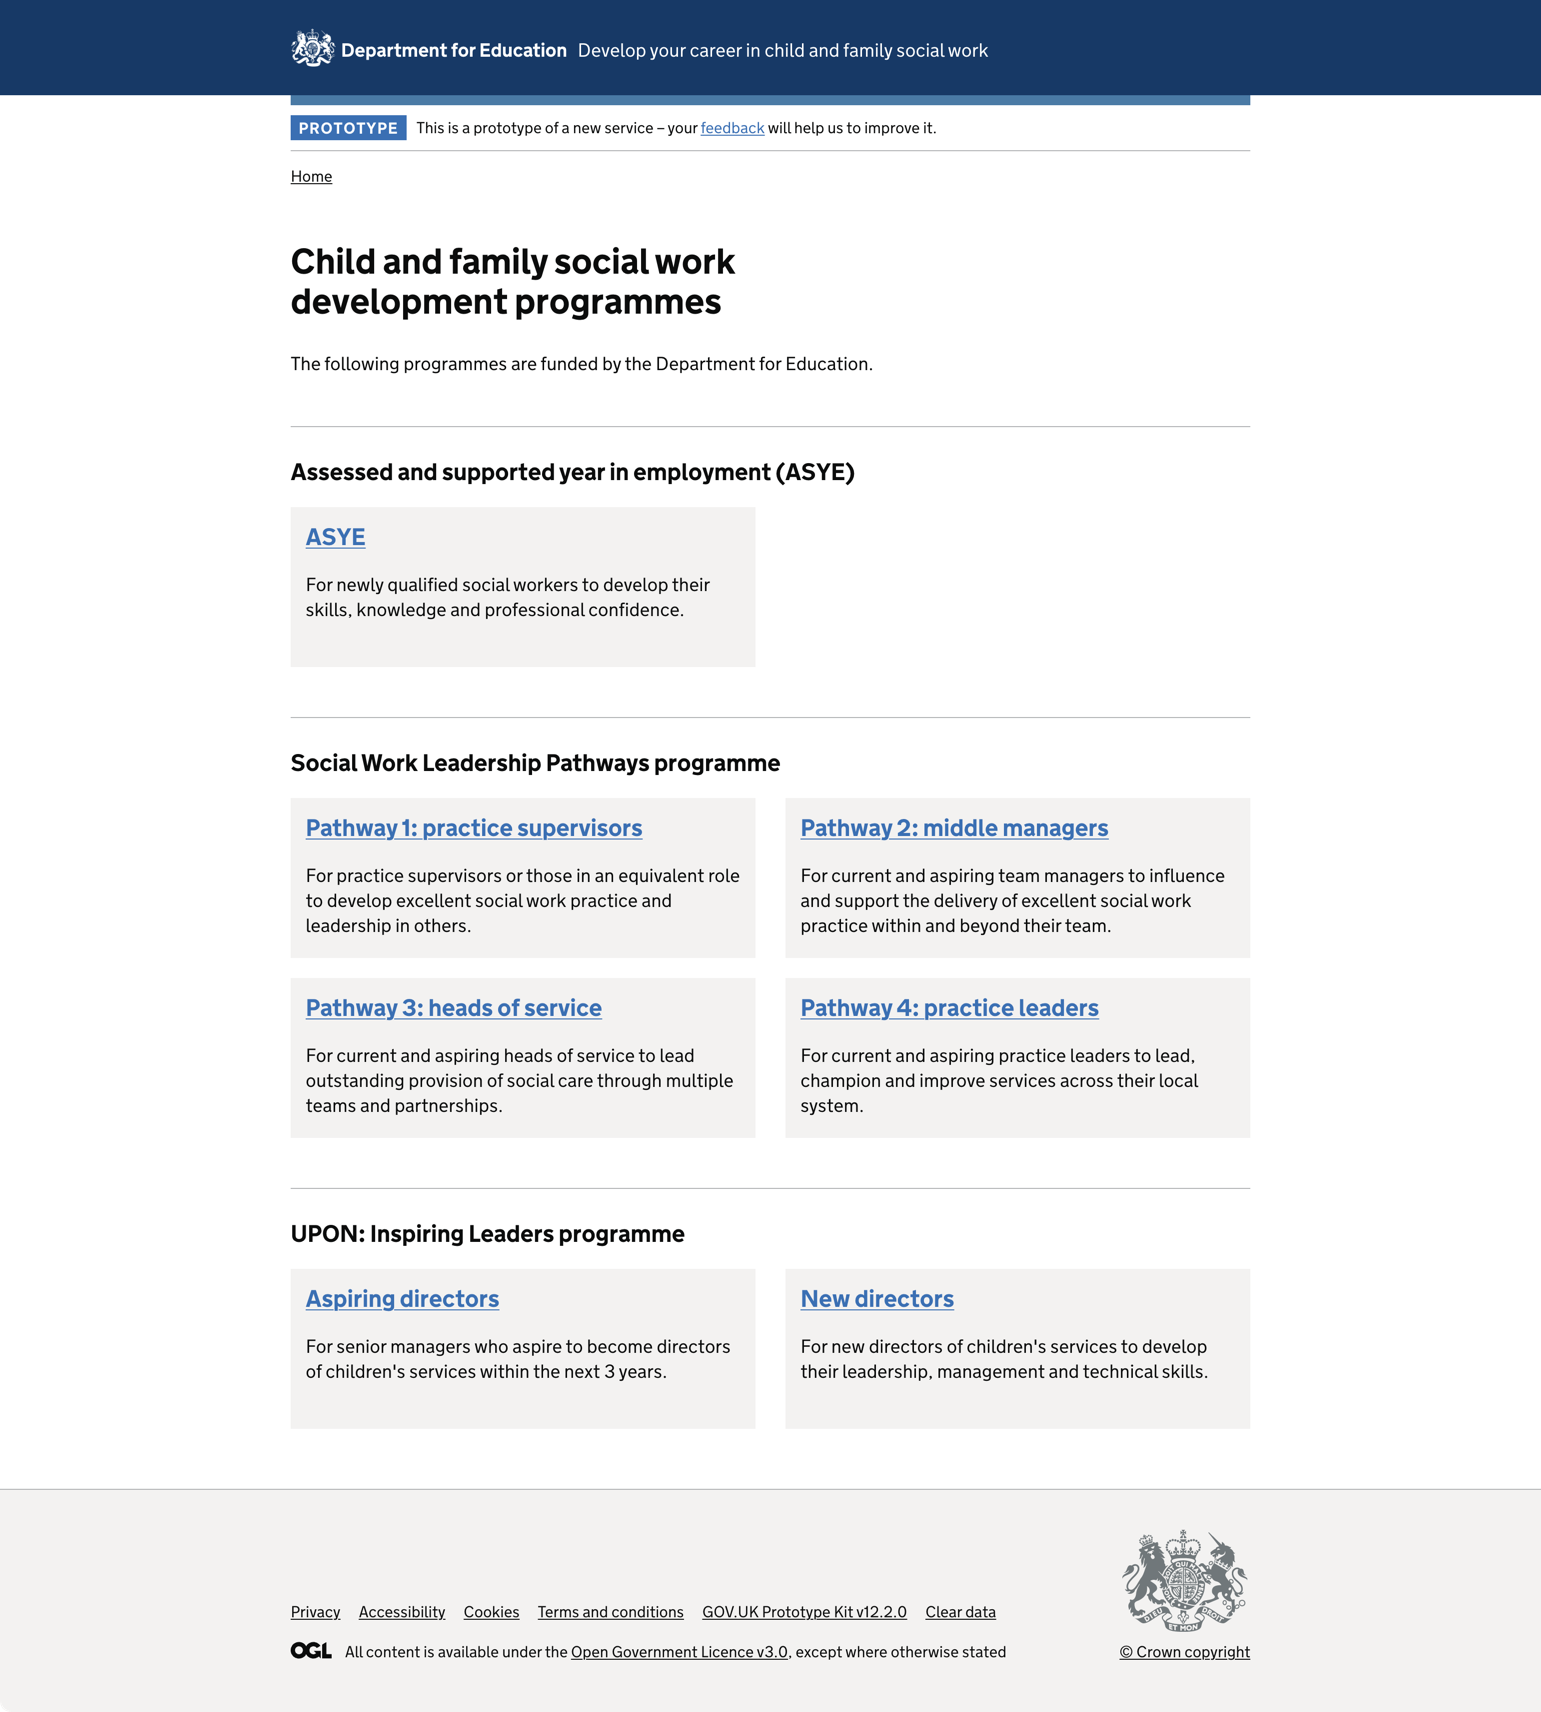 Department for Education Develop your career in child and family social work
PROTOTYPE This is a prototype of a new service – your feedback will help us to improve it.
Home
Child and family social work
development programmes
The following programmes are funded by the Department for Education.
Assessed and supported year in employment (ASYE)
ASYE
For newly qualified social workers to develop their
skills, knowledge and professional confidence.
Social Work Leadership Pathways programme
Pathway 1: practice supervisors
For practice supervisors or those in an equivalent role
to develop excellent social work practice and
leadership in others.
Pathway 2: middle managers
For current and aspiring team managers to influence
and support the delivery of excellent social work
practice within and beyond their team.
Pathway 3: heads of service
For current and aspiring heads of service to lead
outstanding provision of social care through multiple
teams and partnerships.
Pathway 4: practice leaders
For current and aspiring practice leaders to lead,
champion and improve services across their local
system.
UPON: Inspiring Leaders programme
Aspiring directors
For senior managers who aspire to become directors
of children's services within the next 3 years.
New directors
For new directors of children's services to develop
their leadership, management and technical skills.
Privacy Accessibility Cookies Terms and conditions GOV.UK Prototype Kit v12.2.0 Clear data
OGL All content is available under the Open Government Licence v3.0, except where otherwise stated
DIEU ET MON DROIT
© Crown copyright